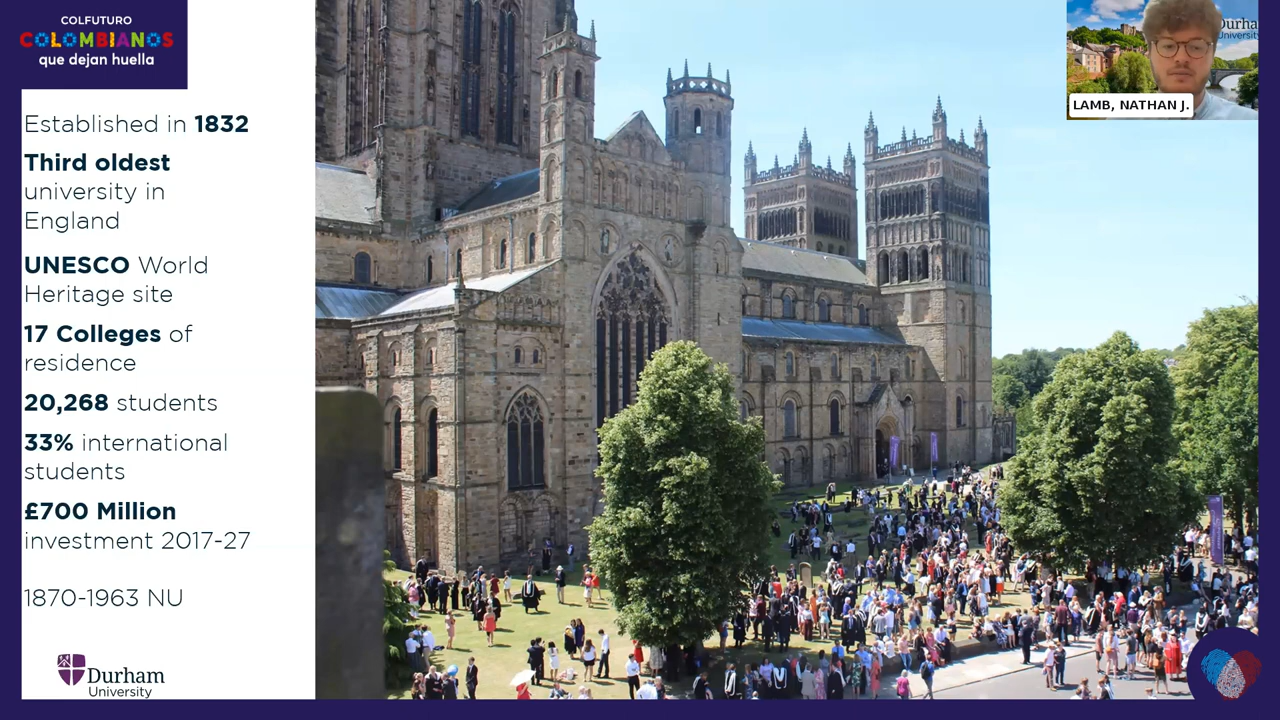 COLFUTURO
COLOMBIANOS
que dejan huella
Established in 1832
Third oldest
university in
England
UNESCO World
Heritage site
17 Colleges of
residence
20,268 students
33% international
students
£700 Million
investment 2017-27
1870-1963 NU
Durham
University
Durham
University
LAMB, NATHAN J.